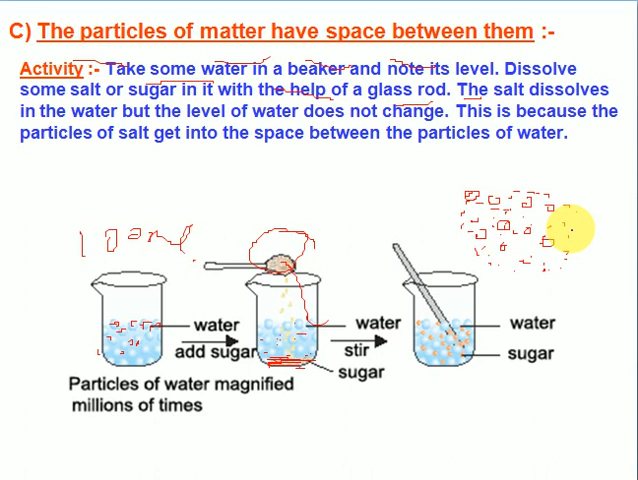 C) The particles of matter have space between them :-
Activity :- Take some water in a beaker and note its level. Dissolve
some salt or sugar in it with the help of a glass rod. The salt dissolves
in the water but the level of water does not change. This is because the
particles of salt get into the space between the particles of water.
100ml.
water
add sugar
water
stir
sugar
water
sugar
Particles of water magnified
millions of times